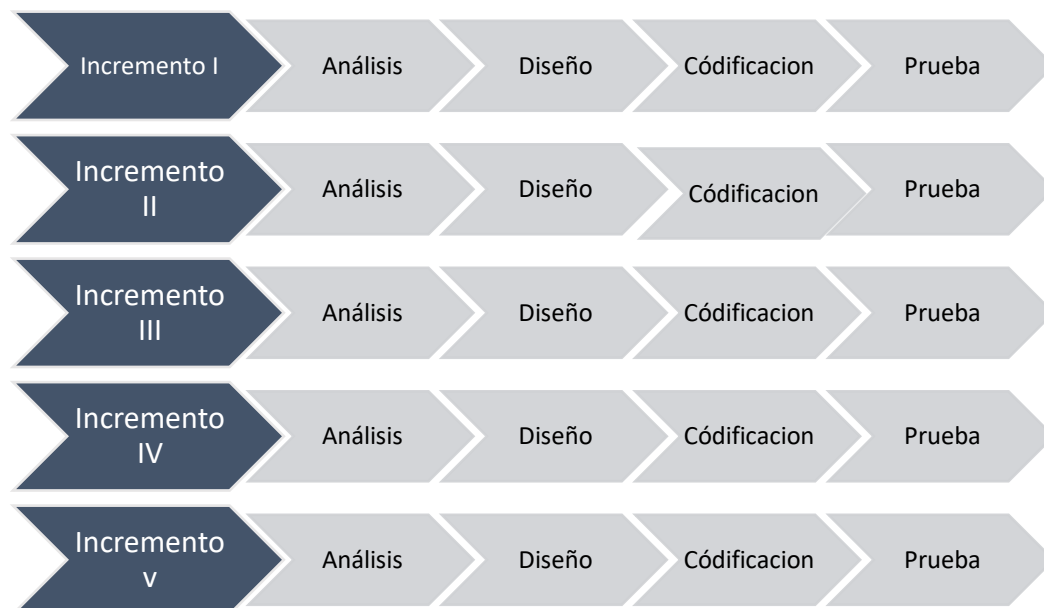 Incremento I
Análisis
Diseño
Códificacion
Prueba
Incremento
II
Análisis
Diseño
Códificacion
Prueba
Incremento
III
Análisis
Diseño
Códificacion
Prueba
Incremento
IV
Análisis
Diseño
Códificacion
Prueba
Incremento
v
Análisis
Diseño
Códificacion
Prueba